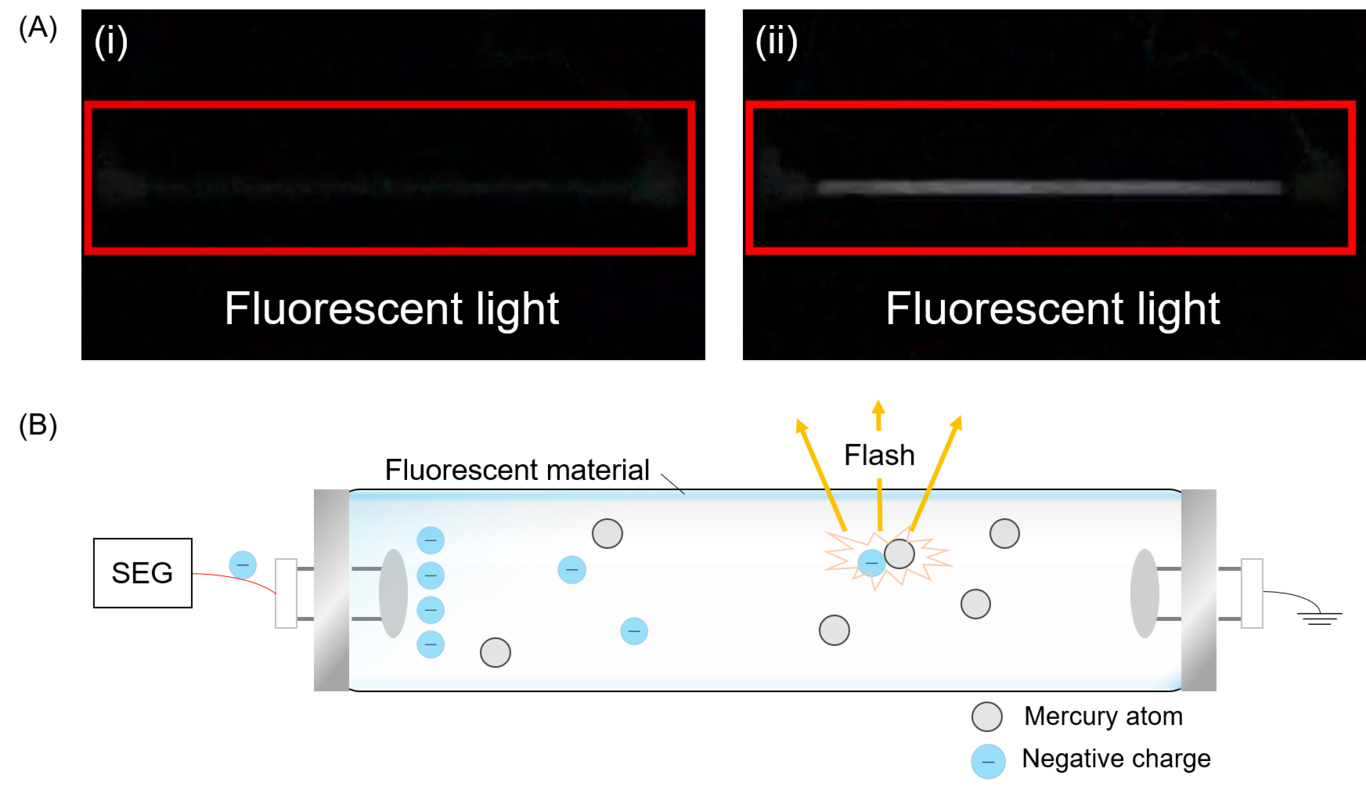 (A)
(i)
(ii)
Fluorescent light
Fluorescent light
(B)
Flash
Fluorescent material
SEG
−
−
−
−
−
−
−
−
Mercury atom
− Negative charge